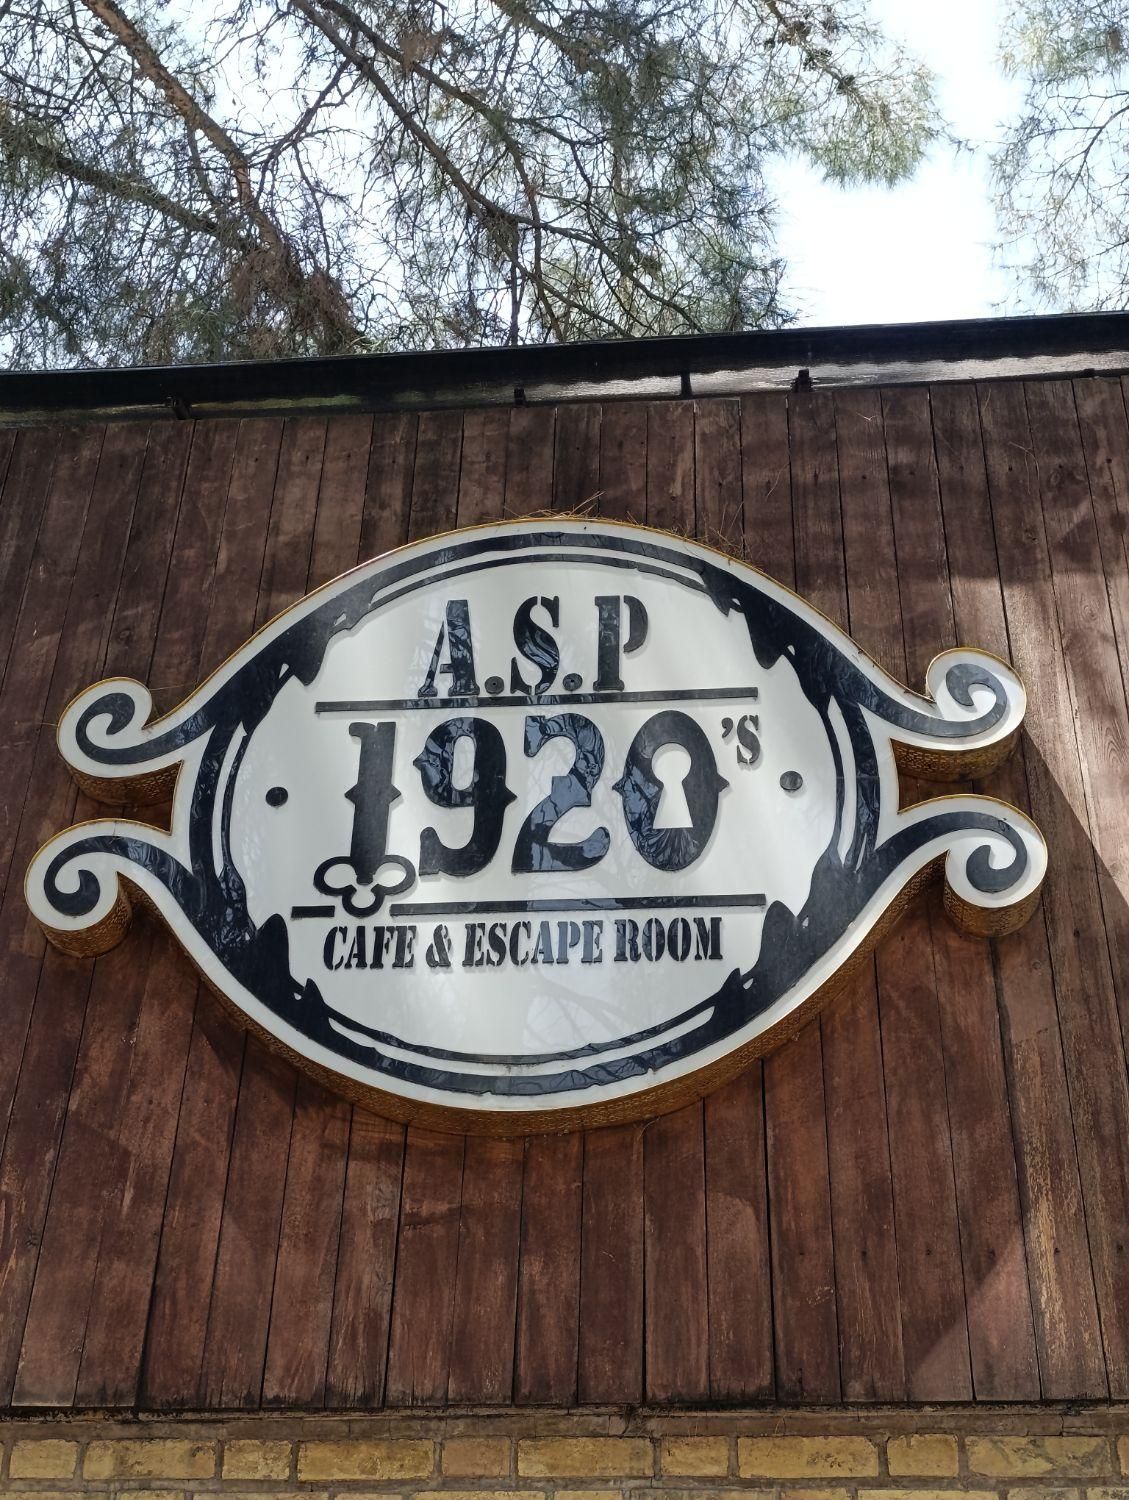 A.S.P
1920's
CAFE & ESCAPE ROOM